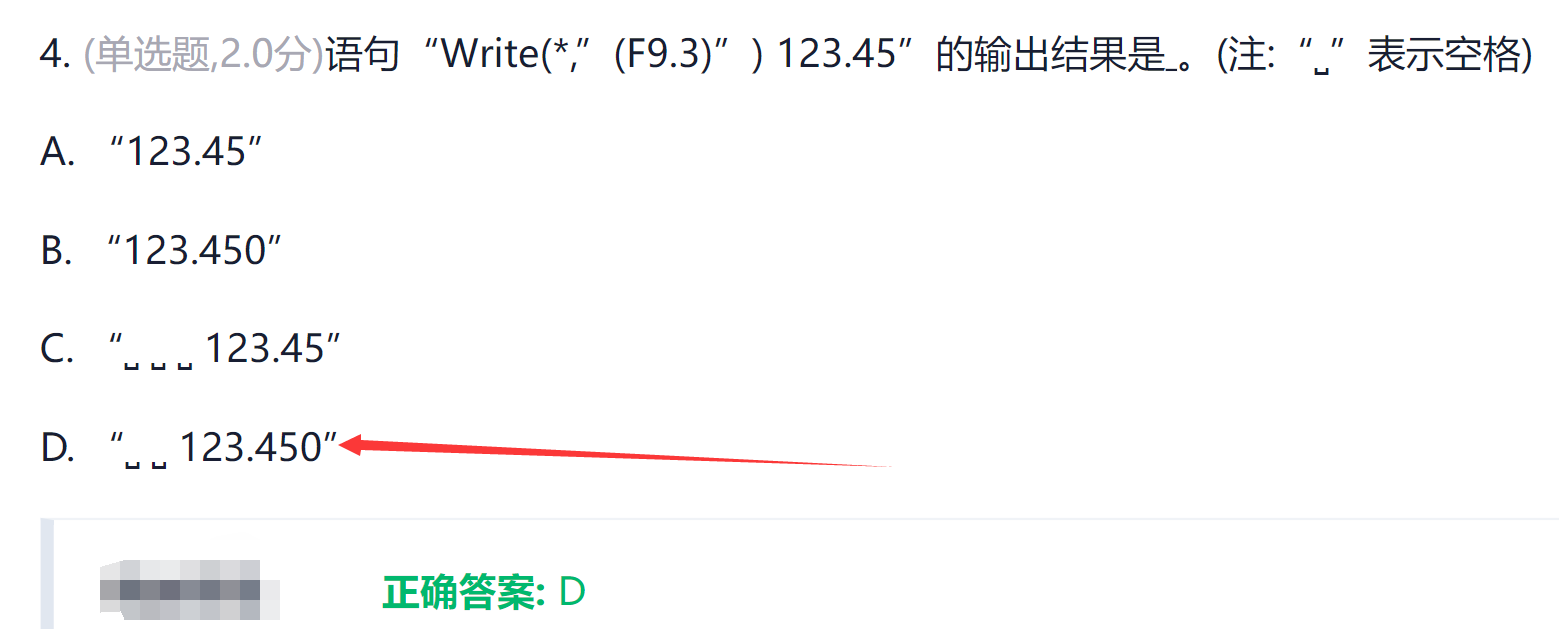 4. (单选题,2.0分)语句“Write(*,”(F9.3)”) 123.45”的输出结果是_。(注:“␣”表示空格)
A. “123.45”
B. “123.450”
C. “␣␣␣123.45”
D. “␣␣123.450”
正确答案: D